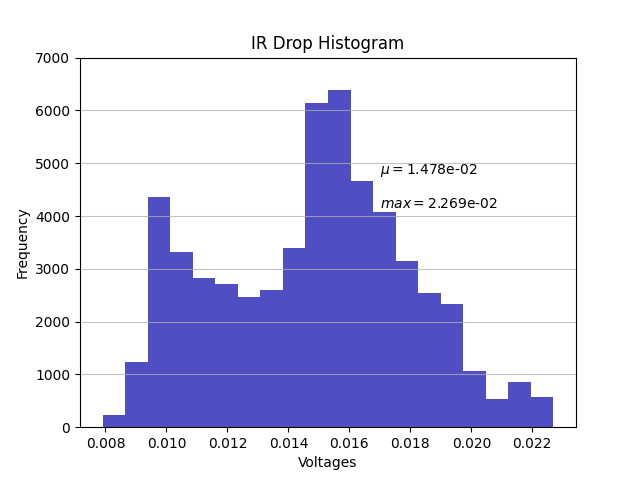 IR Drop Histogram
7000
6000
5000
4000
3000
2000
1000
0
Frequency
μ = 1.478e-02
max = 2.269e-02
0.008 0.010 0.012 0.014 0.016 0.018 0.020 0.022
Voltages